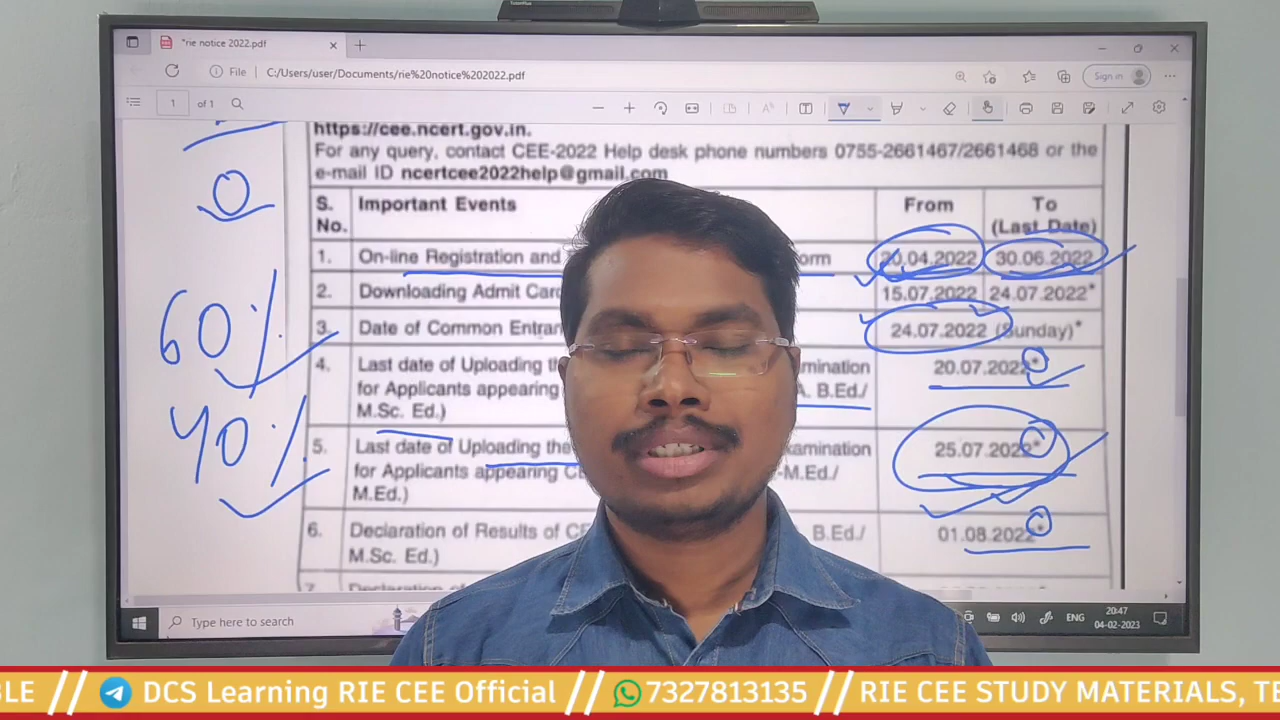 *rie notice 2022.pdf
File C:/Users/user/Documents/rie%20notice%202022.pdf
Sign in
1 of 1
https://cee.ncert.gov.in.
For any query, contact CEE-2022 Help desk phone numbers 0755-2661467/2661468 or the
e-mail ID ncertcee2022help@gmail.com
S. No. Important Events From To (Last Date)
1. On-line Registration and orm 20.04.2022 30.06.2022
2. Downloading Admit Card 15.07.2022 24.07.2022*
3. Date of Common Entran 24.07.2022 (Sunday)*
4. Last date of Uploading th mination 20.07.2022*
for Applicants appearing A. B.Ed./
M.Sc. Ed.)
5. Last date of Uploading the xamination 25.07.2022*
for Applicants appearing CE -M.Ed./
M.Ed.)
6. Declaration of Results of CE B.Ed./ 01.08.2022*
M.Sc. Ed.)
7. Declaration of
0
60%
40%
Type here to search
ENG
20:47
04-02-2023
BLE // DCS Learning RIE CEE Official // 7327813135 // RIE CEE STUDY MATERIALS, TE